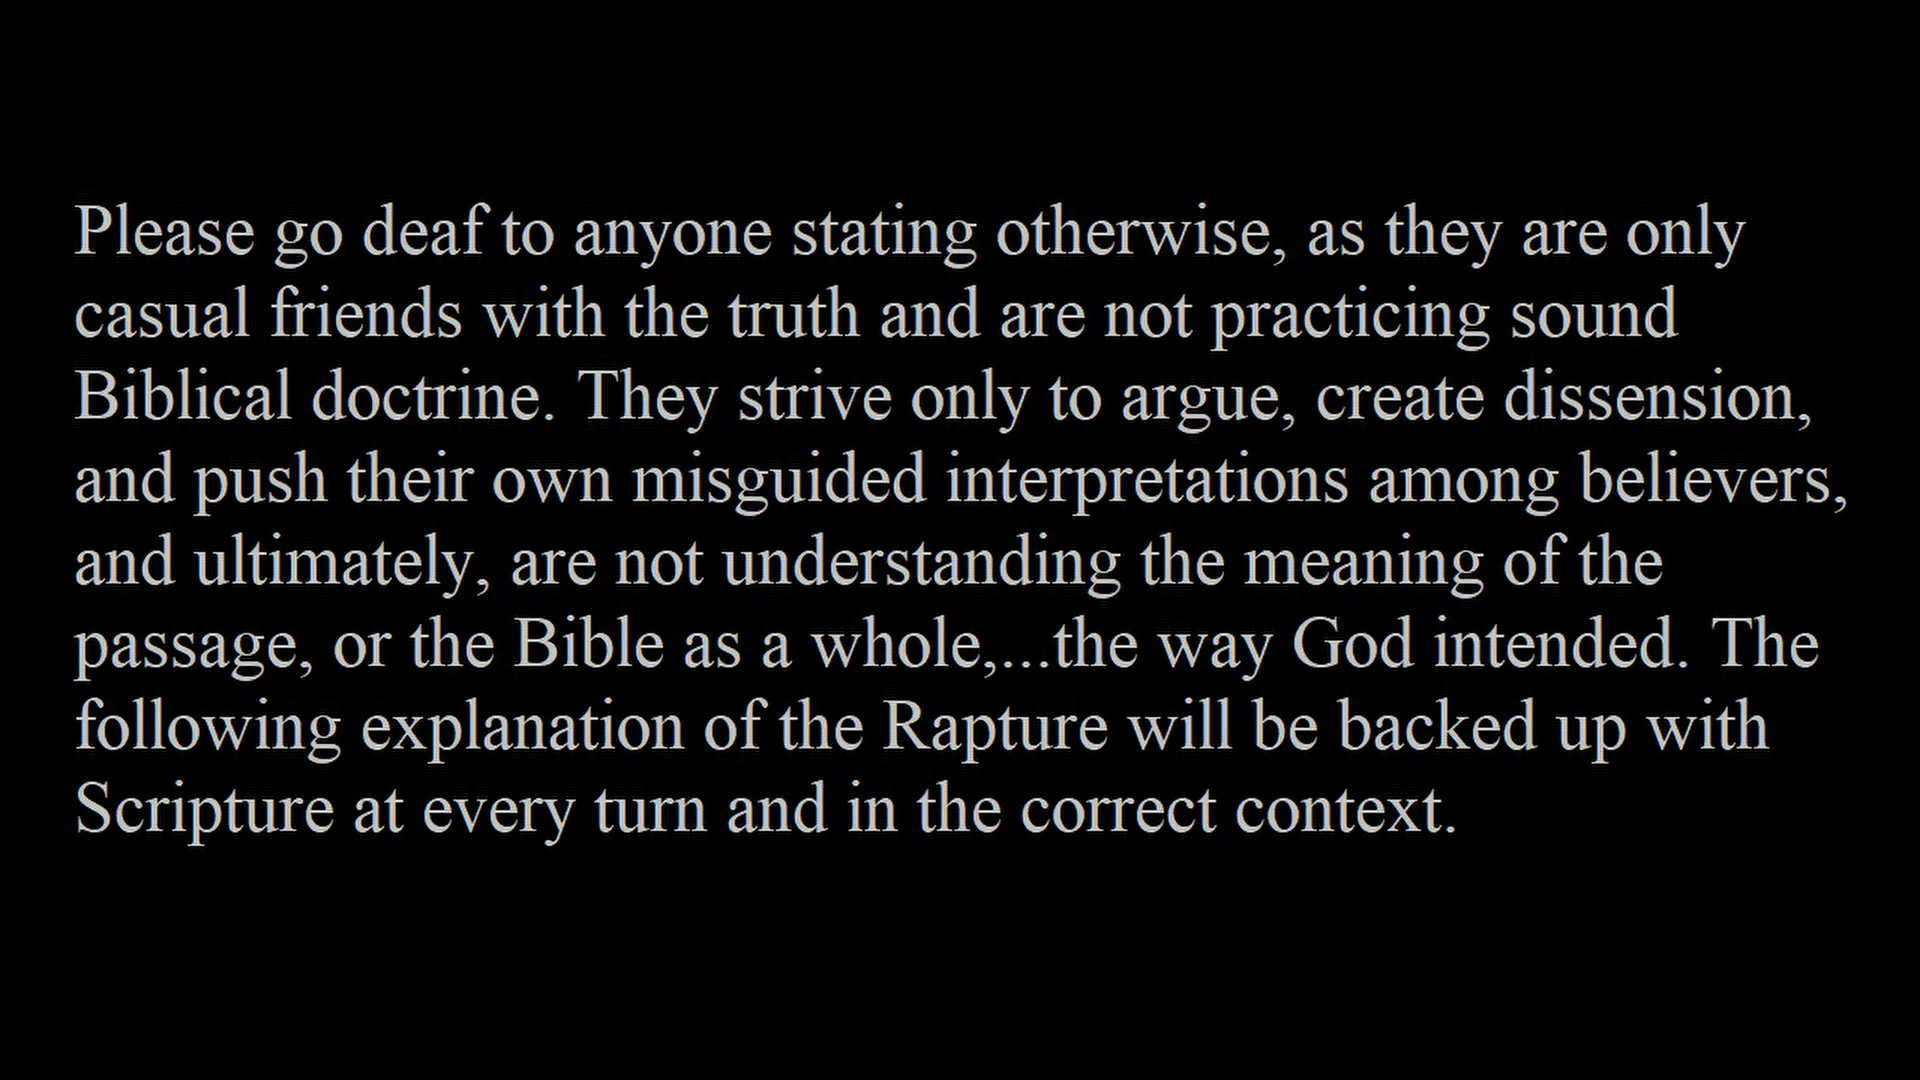 Please go deaf to anyone stating otherwise, as they are only
casual friends with the truth and are not practicing sound
Biblical doctrine. They strive only to argue, create dissension,
and push their own misguided interpretations among believers,
and ultimately, are not understanding the meaning of the
passage, or the Bible as a whole,...the way God intended. The
following explanation of the Rapture will be backed up with
Scripture at every turn and in the correct context.